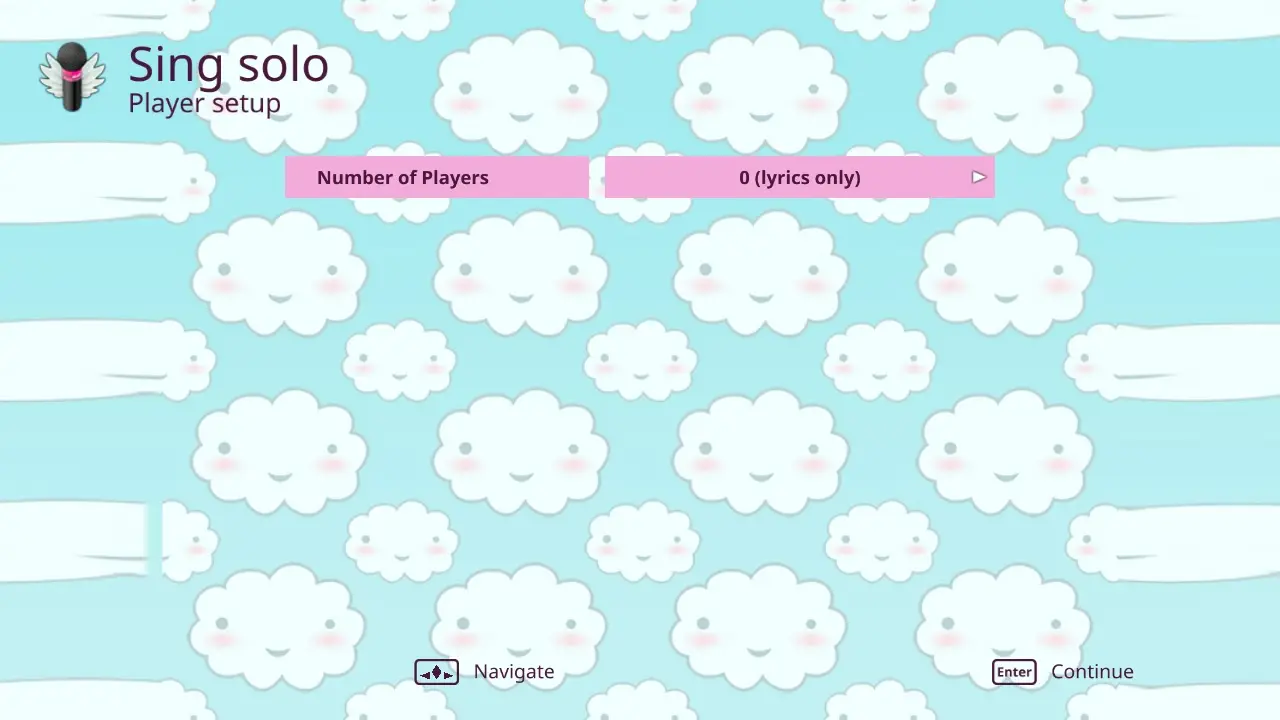 Sing solo
Player setup
Number of Players
0 (lyrics only)
Navigate
Enter Continue